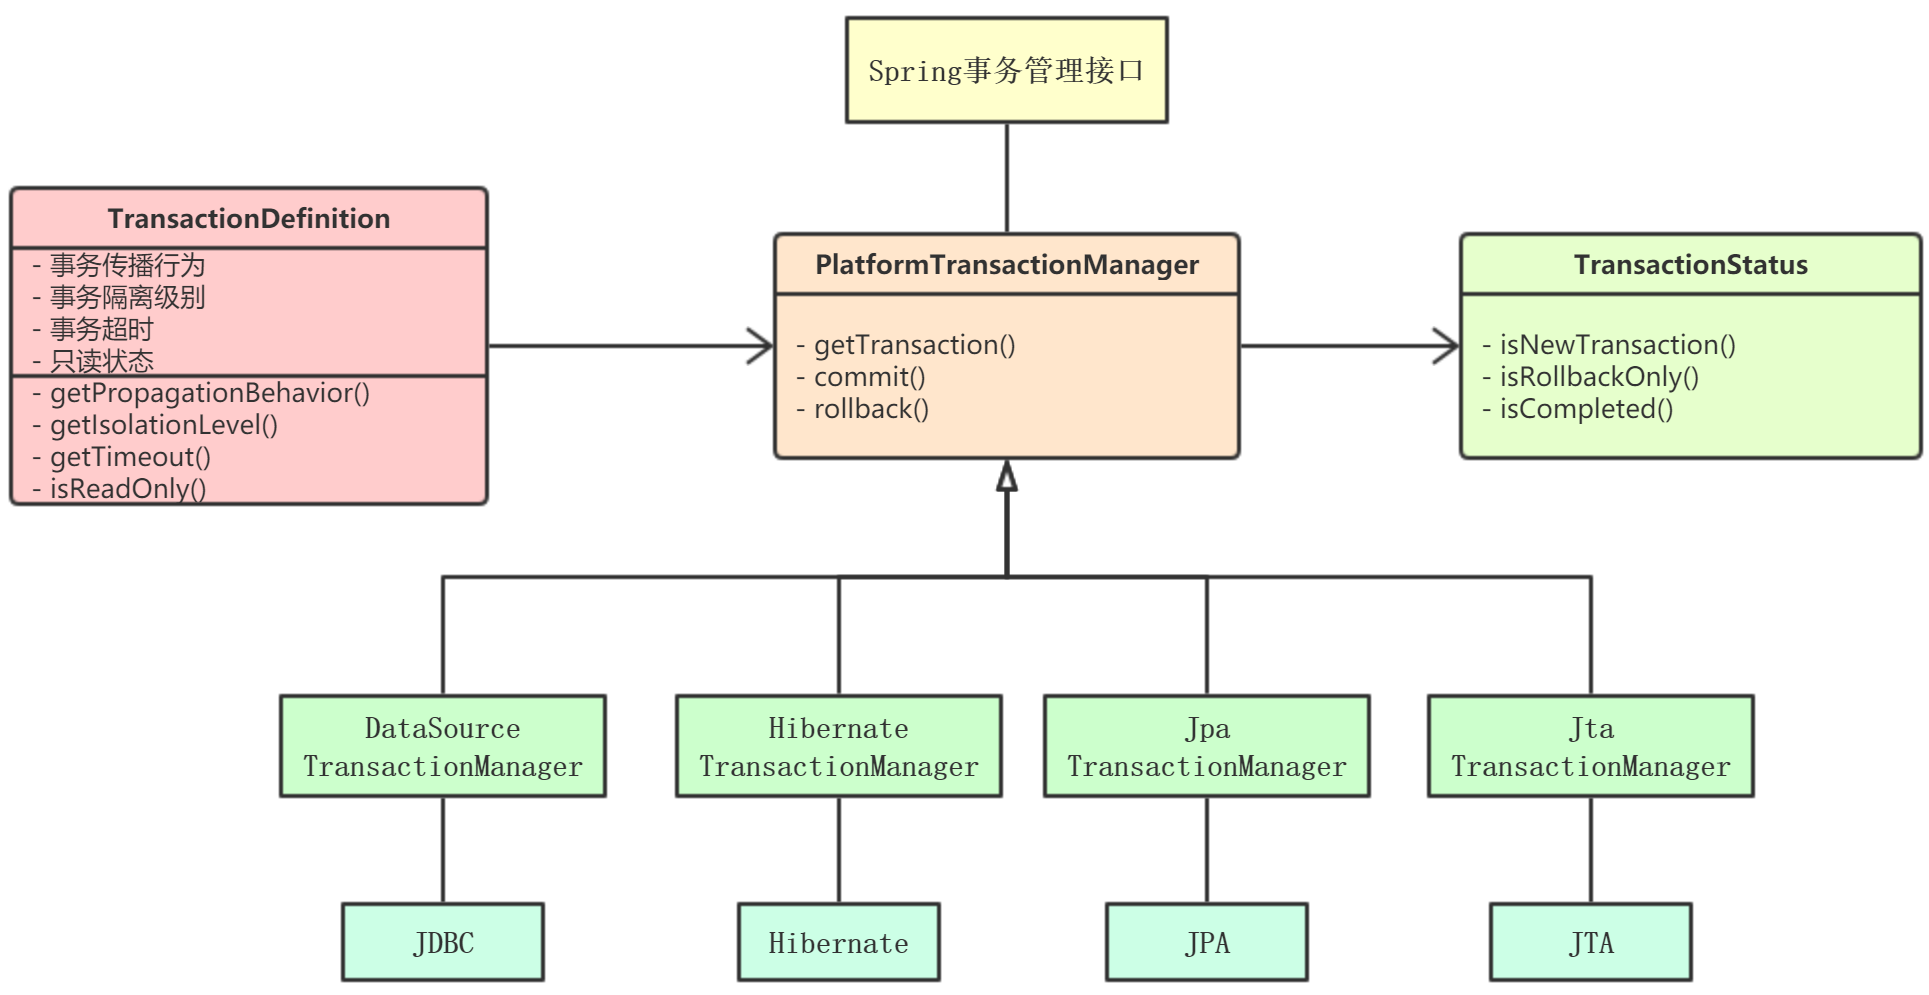 Spring事务管理接口
TransactionDefinition
- 事务传播行为
- 事务隔离级别
- 事务超时
- 只读状态
- getPropagationBehavior()
- getIsolationLevel()
- getTimeout()
- isReadOnly()
PlatformTransactionManager
- getTransaction()
- commit()
- rollback()
TransactionStatus
- isNewTransaction()
- isRollbackOnly()
- isCompleted()
DataSource
TransactionManager
Hibernate
TransactionManager
Jpa
TransactionManager
Jta
TransactionManager
JDBC
Hibernate
JPA
JTA